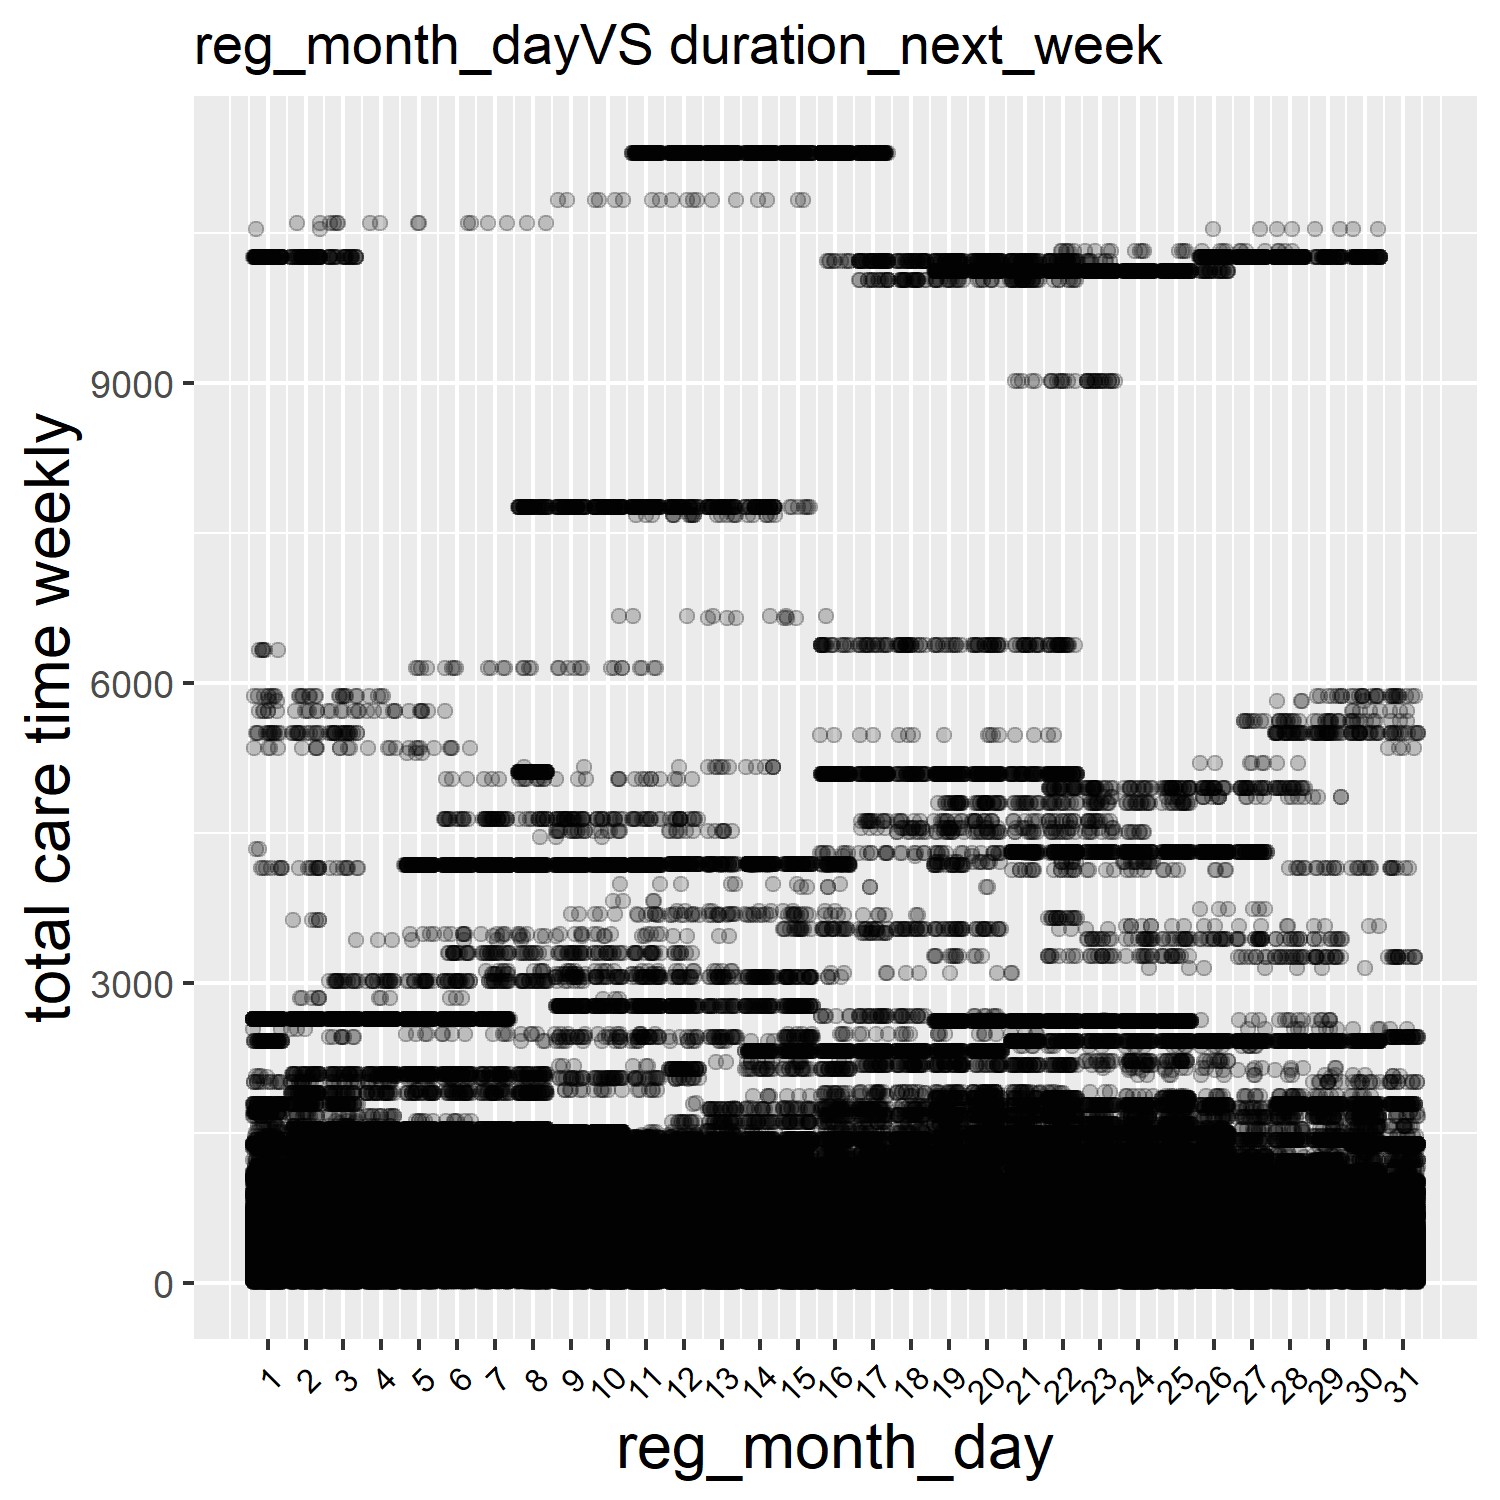 reg_month_dayVS duration_next_week
total care time weekly
9000
6000
3000
0
1 2 3 4 5 6 7 8 9 10 11 12 13 14 15 16 17 18 19 20 21 22 23 24 25 26 27 28 29 30 31
reg_month_day